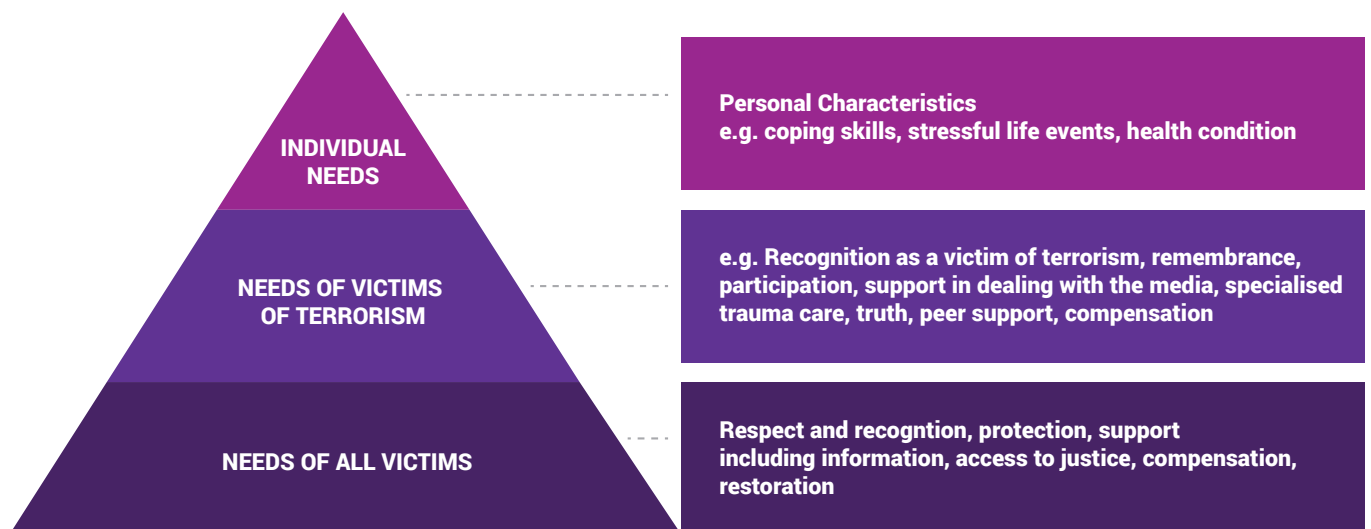 INDIVIDUAL
NEEDS
Personal Characteristics
e.g. coping skills, stressful life events, health condition
NEEDS OF VICTIMS
OF TERRORISM
e.g. Recognition as a victim of terrorism, remembrance,
participation, support in dealing with the media, specialised
trauma care, truth, peer support, compensation
NEEDS OF ALL VICTIMS
Respect and recogntion, protection, support
including information, access to justice, compensation,
restoration